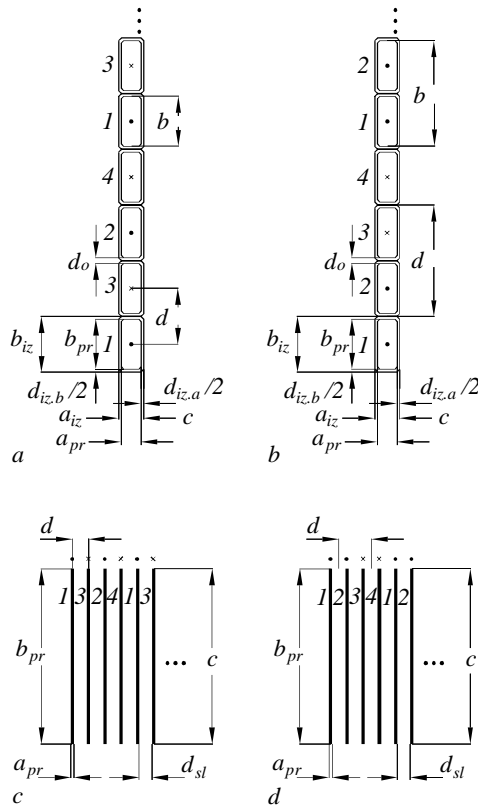 3
1
b
4
2
d_o
3
d
b_iz
b_pr
1
d_iz.b/2
d_iz.a/2
a_iz
c
a_pr
a
2
b
1
4
3
d_o
d
2
b_iz
b_pr
1
d_iz.b/2
d_iz.a/2
a_iz
c
a_pr
b
d
1 3 2 4 1 3
b_pr
c
a_pr
d_sl
c
d
1 2 3 4 1 2
b_pr
c
a_pr
d_sl
d